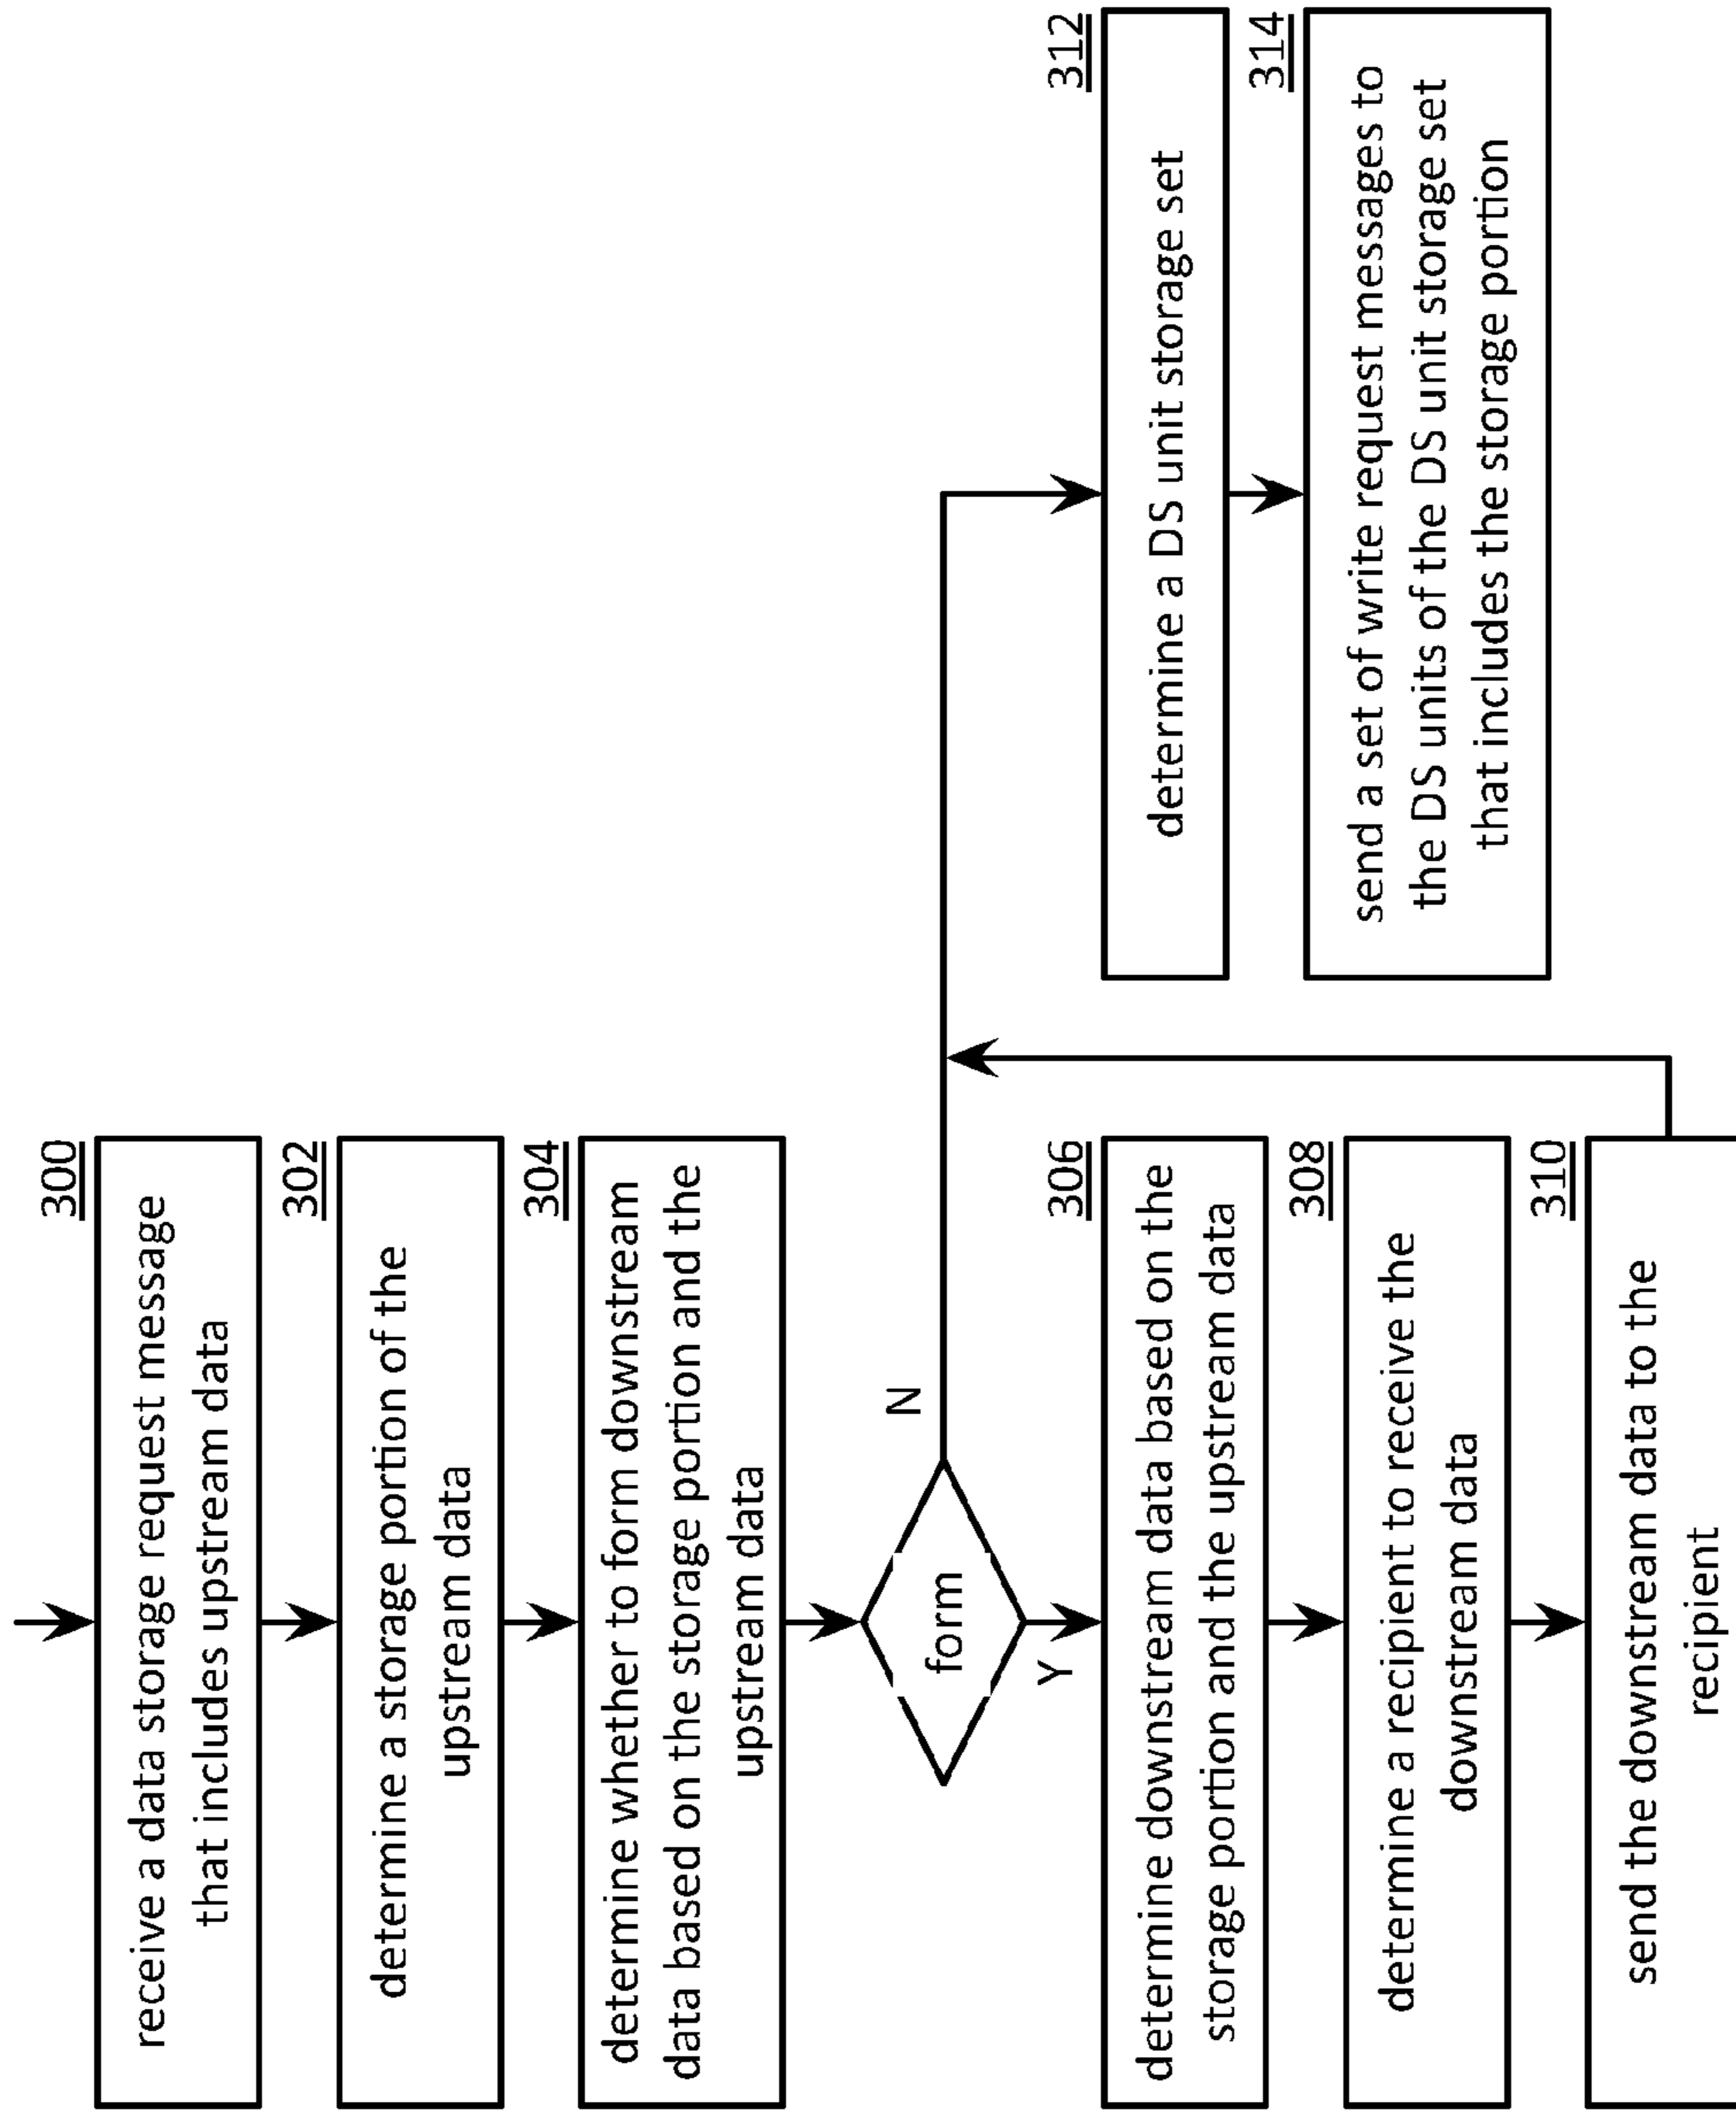 300
receive a data storage request message
that includes upstream data
302
determine a storage portion of the
upstream data
304
determine whether to form downstream
data based on the storage portion and the
upstream data
form
N
Y
306
determine downstream data based on the
storage portion and the upstream data
308
determine a recipient to receive the
downstream data
310
send the downstream data to the
recipient
312
determine a DS unit storage set
314
send a set of write request messages to
the DS units of the DS unit storage set
that includes the storage portion